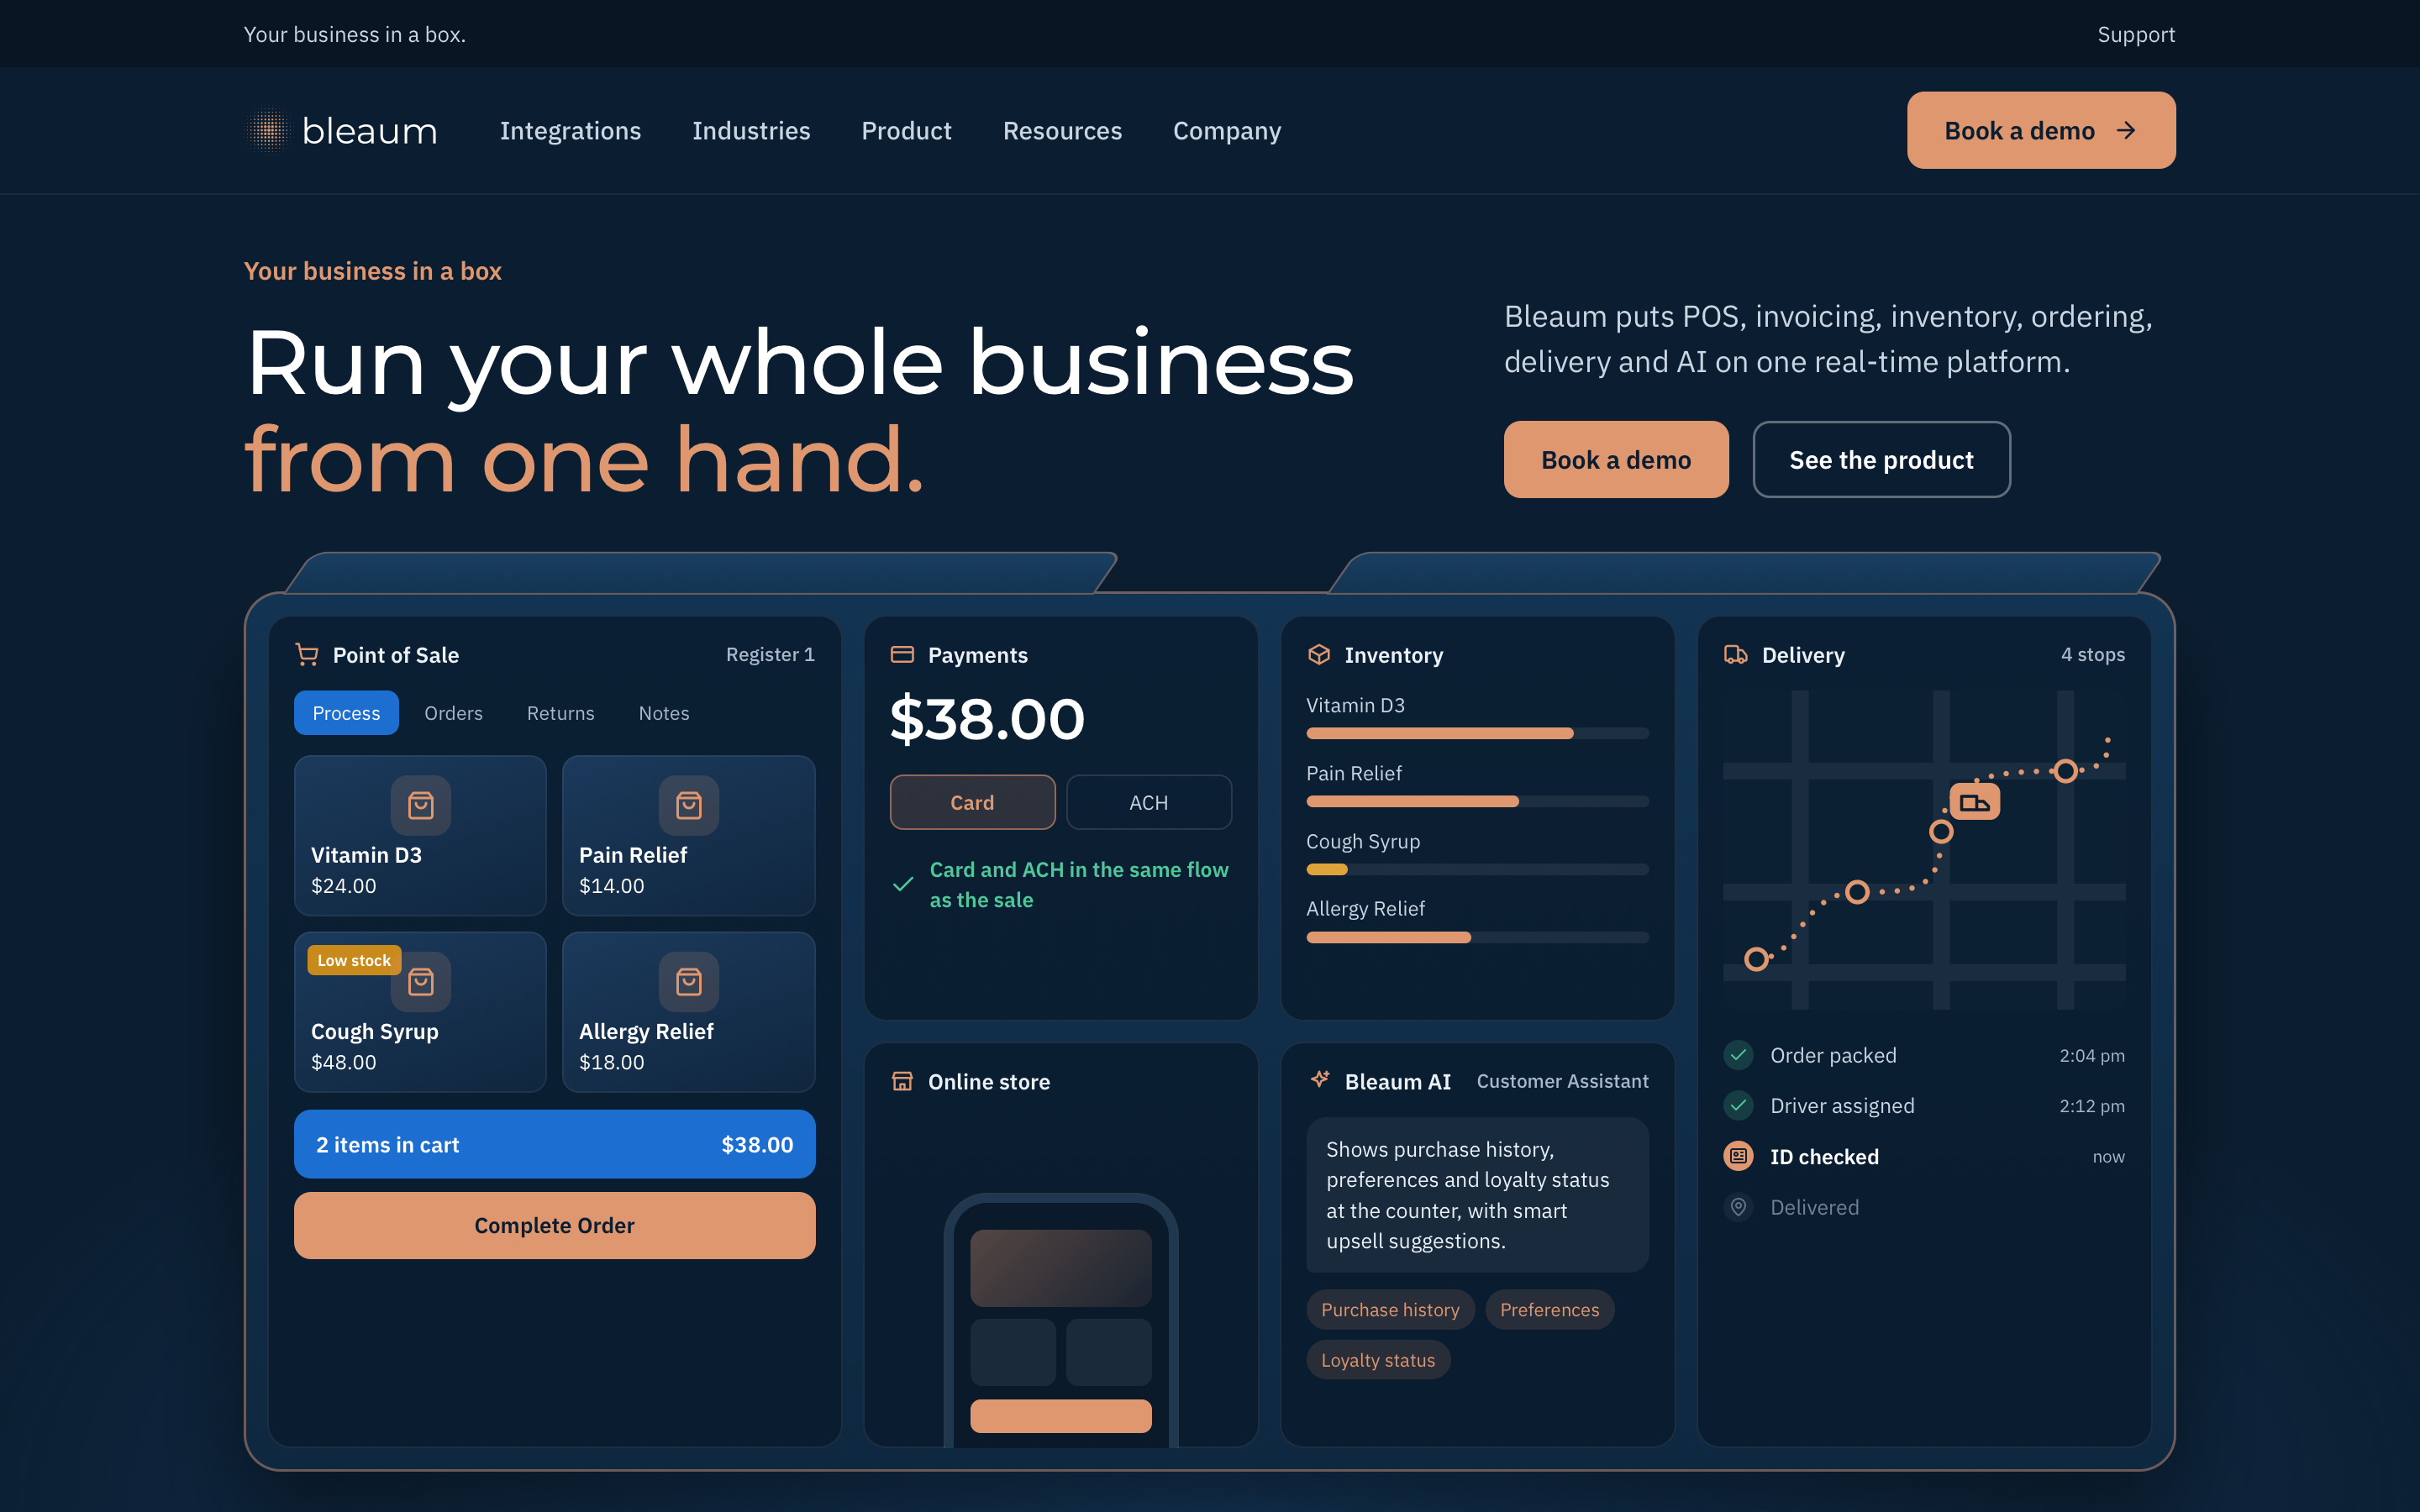 Your business in a box.
Support
bleaum
Integrations
Industries
Product
Resources
Company
Book a demo
Your business in a box
Run your whole business
from one hand.
Bleaum puts POS, invoicing, inventory, ordering,
delivery and AI on one real-time platform.
Book a demo
See the product
Point of Sale
Register 1
Process
Orders
Returns
Notes
Vitamin D3
$24.00
Pain Relief
$14.00
Low stock
Cough Syrup
$48.00
Allergy Relief
$18.00
2 items in cart
$38.00
Complete Order
Payments
$38.00
Card
ACH
Card and ACH in the same flow
as the sale
Inventory
Vitamin D3
Pain Relief
Cough Syrup
Allergy Relief
Online store
Bleaum AI
Customer Assistant
Shows purchase history,
preferences and loyalty status
at the counter, with smart
upsell suggestions.
Purchase history
Preferences
Loyalty status
Delivery
4 stops
Order packed
2:04 pm
Driver assigned
2:12 pm
ID checked
now
Delivered